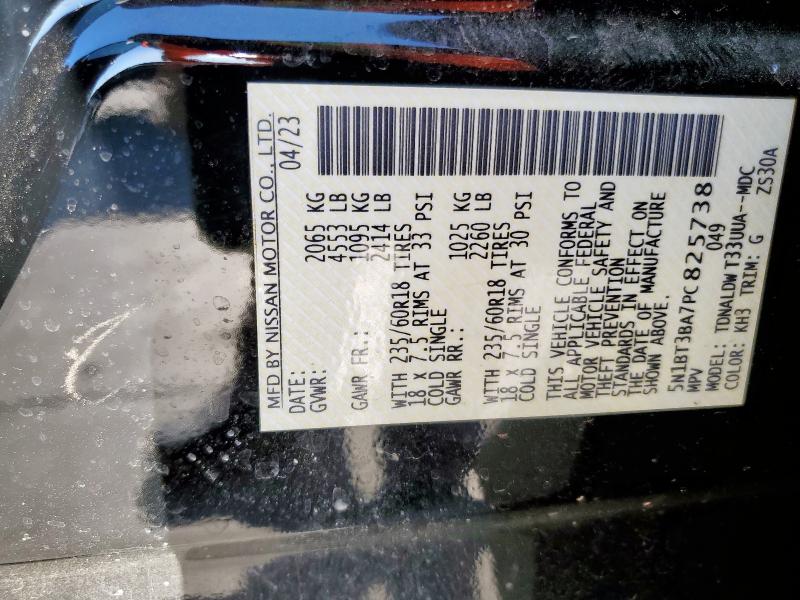 MFD BY NISSAN MOTOR CO., LTD.
DATE: 04/23
GVWR: 2065 KG
4553 LB
GAWR FR.: 1095 KG
2414 LB
WITH 235/60R18 TIRES
18 X 7.5 RIMS AT 33 PSI
COLD SINGLE
GAWR RR.: 1025 KG
2260 LB
WITH 235/60R18 TIRES
18 X 7.5 RIMS AT 30 PSI
COLD SINGLE
THIS VEHICLE CONFORMS TO
ALL APPLICABLE FEDERAL
MOTOR VEHICLE SAFETY AND
THEFT PREVENTION
STANDARDS IN EFFECT ON
THE DATE OF MANUFACTURE
SHOWN ABOVE.
5N1BT3BA7PC825738
MPV 049
MODEL: TDNALDW T33UUA--MDC
COLOR: KH3 TRIM: G ZS30A